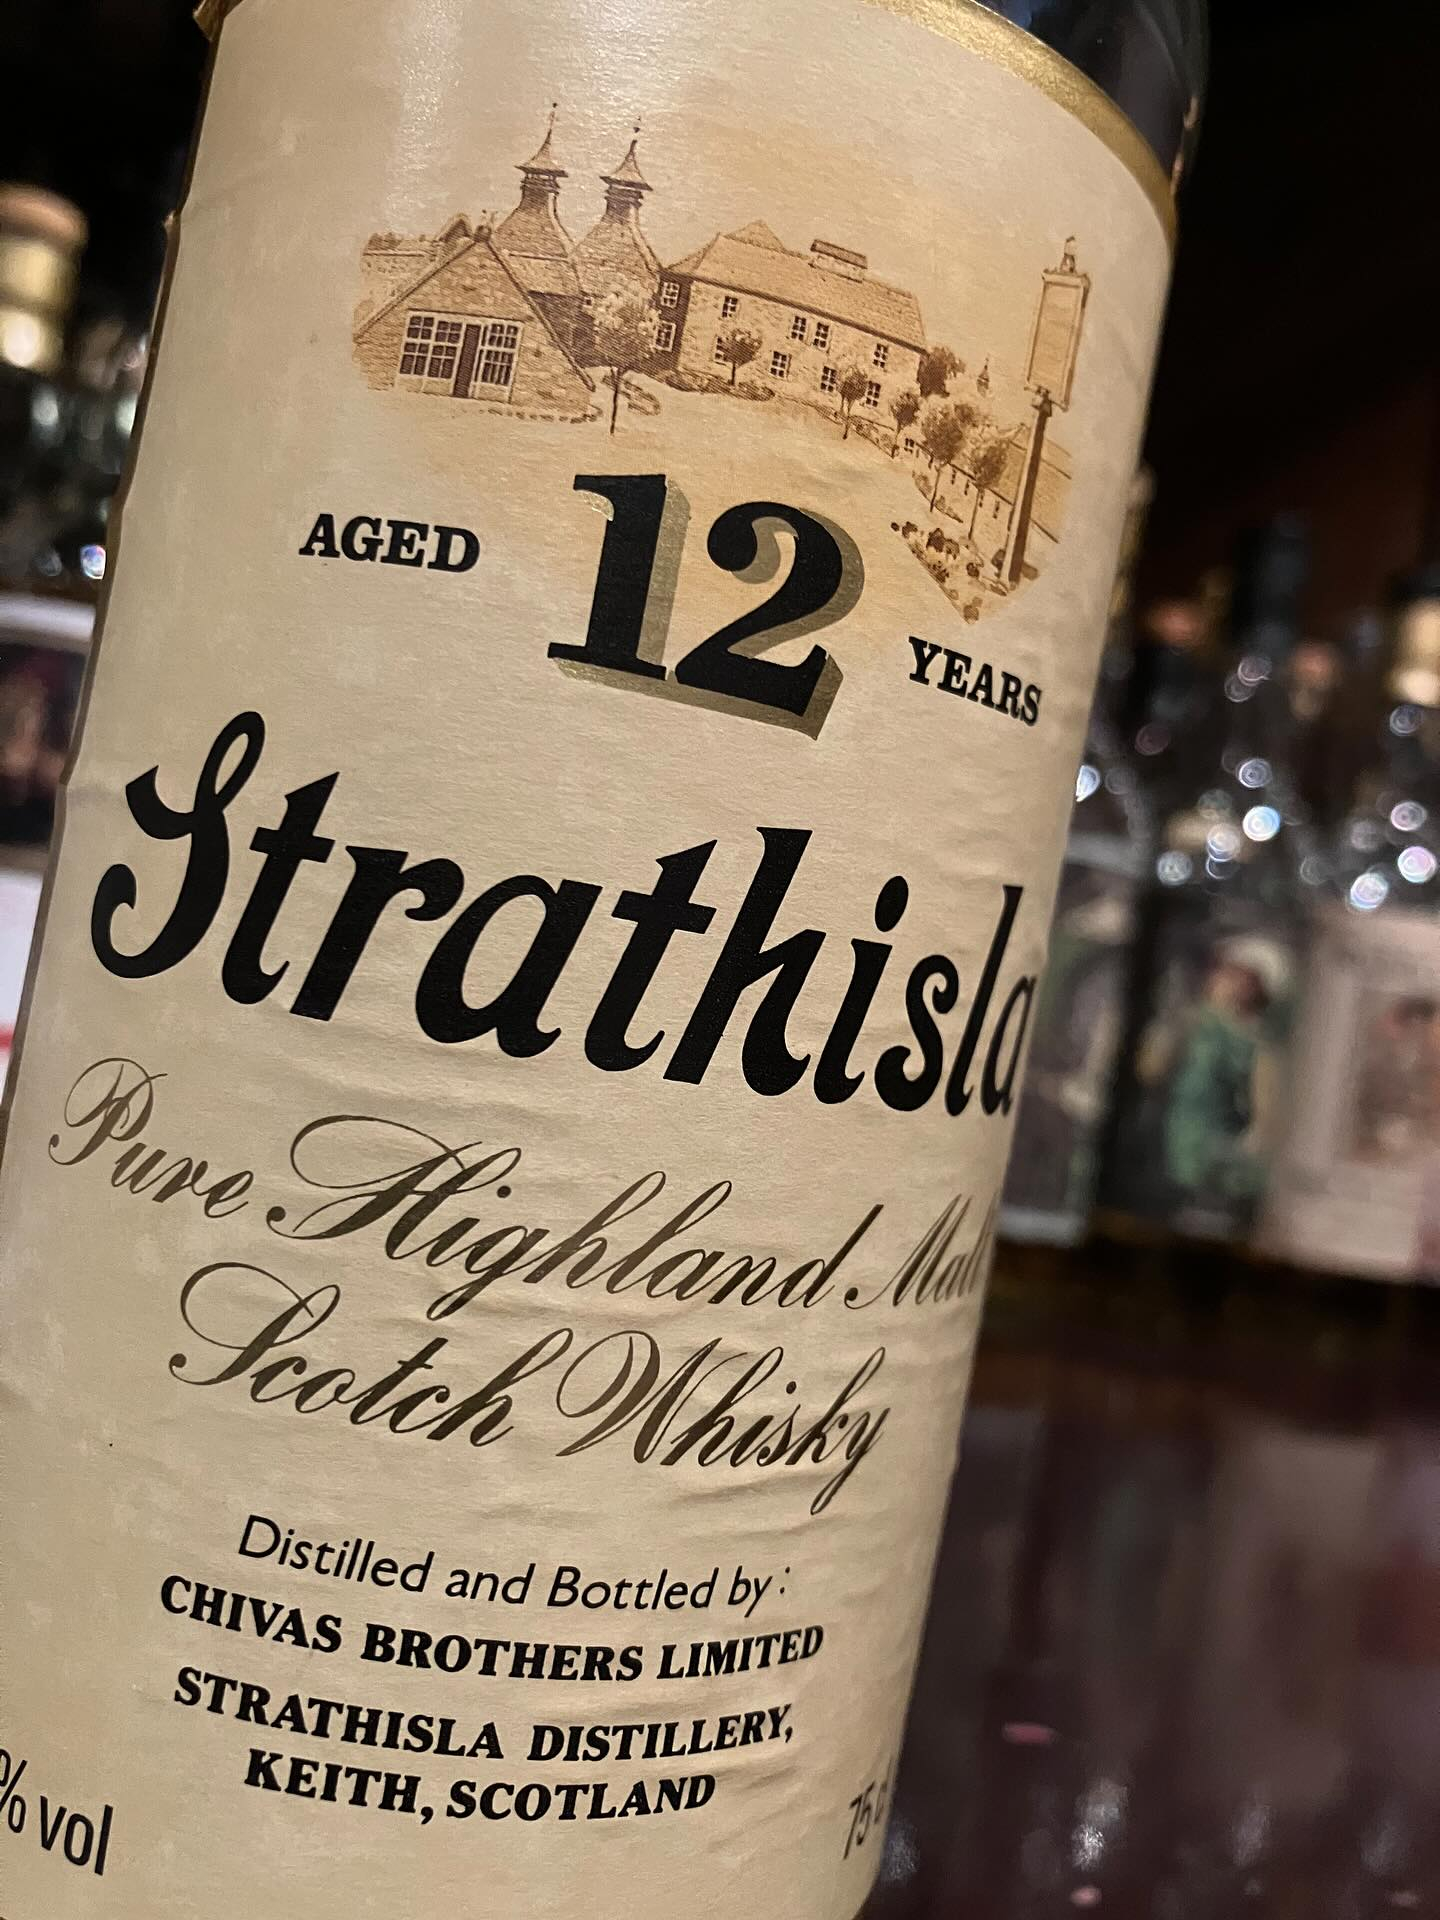 AGED 12 YEARS
Strathisla
Pure Highland Malt
Scotch Whisky
Distilled and Bottled by:
CHIVAS BROTHERS LIMITED
STRATHISLA DISTILLERY,
KEITH, SCOTLAND
% vol 75 c